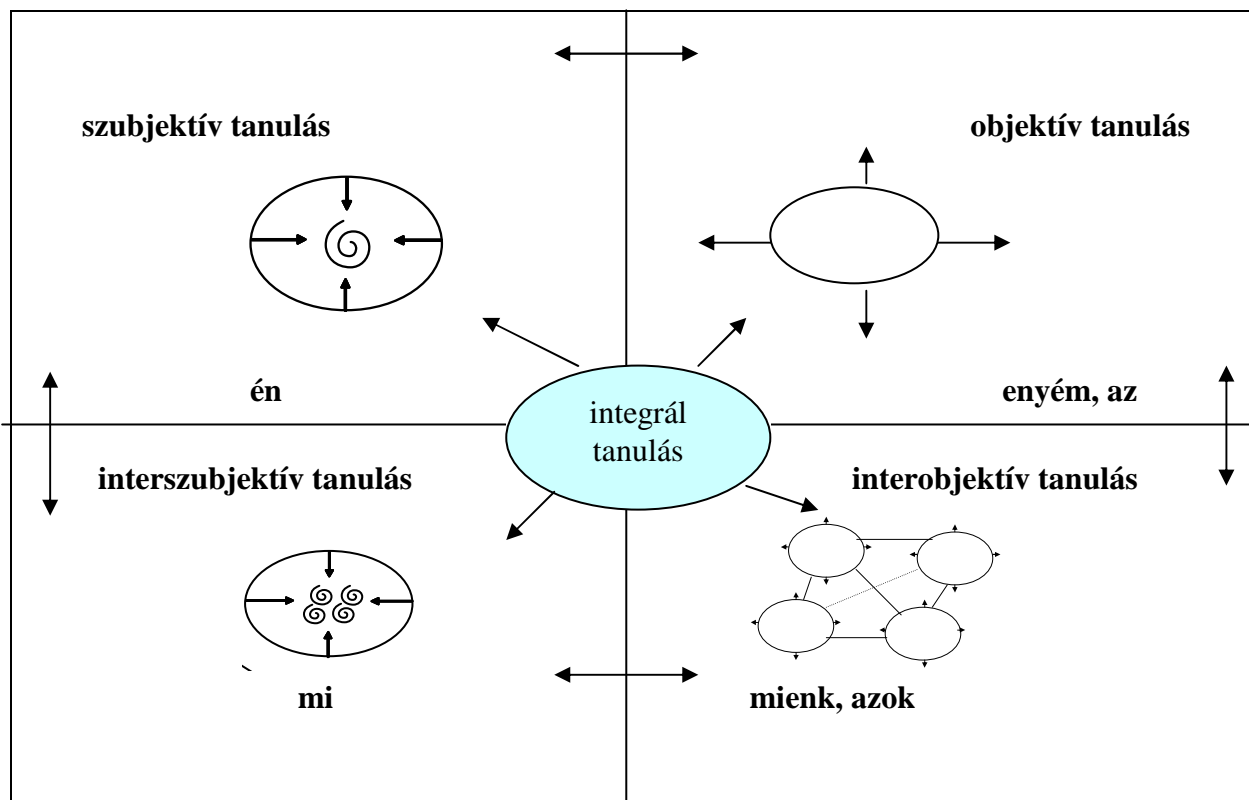 szubjektív tanulás
objektív tanulás
én
enyém, az
integrál
tanulás
interszubjektív tanulás
interobjektív tanulás
mi
mienk, azok